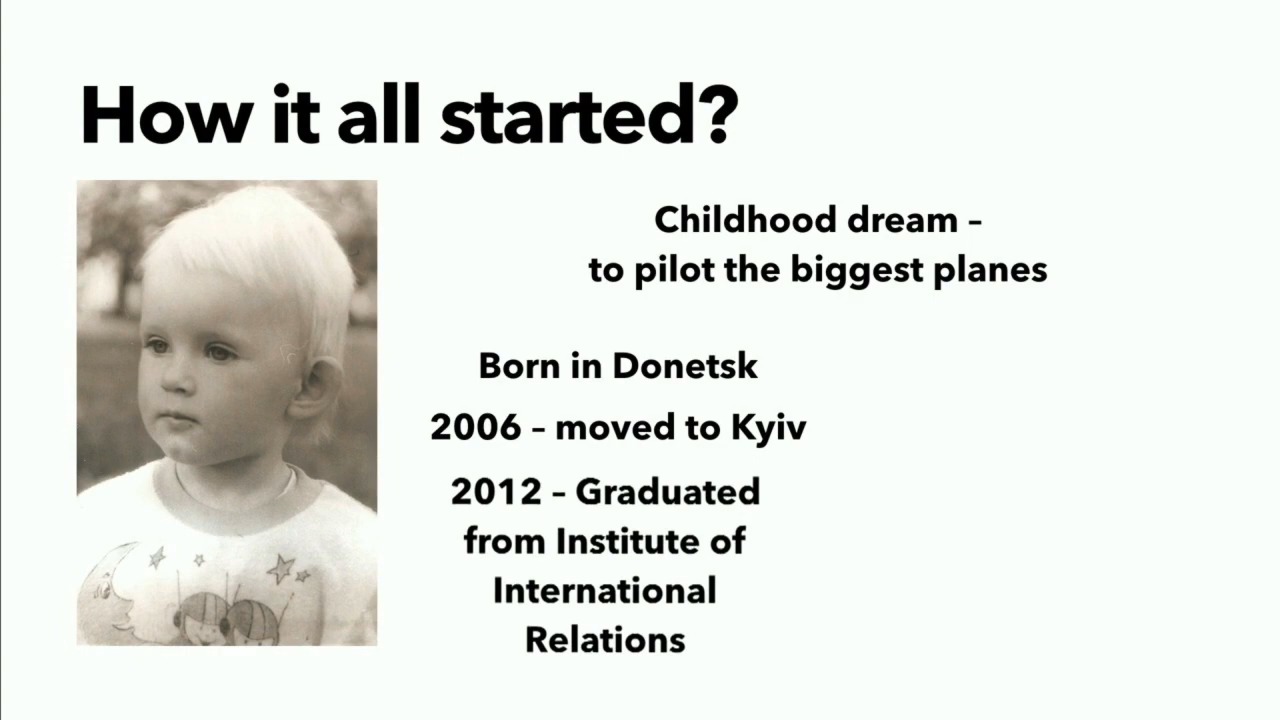 How it all started?
Childhood dream –
to pilot the biggest planes
Born in Donetsk
2006 – moved to Kyiv
2012 – Graduated
from Institute of
International
Relations